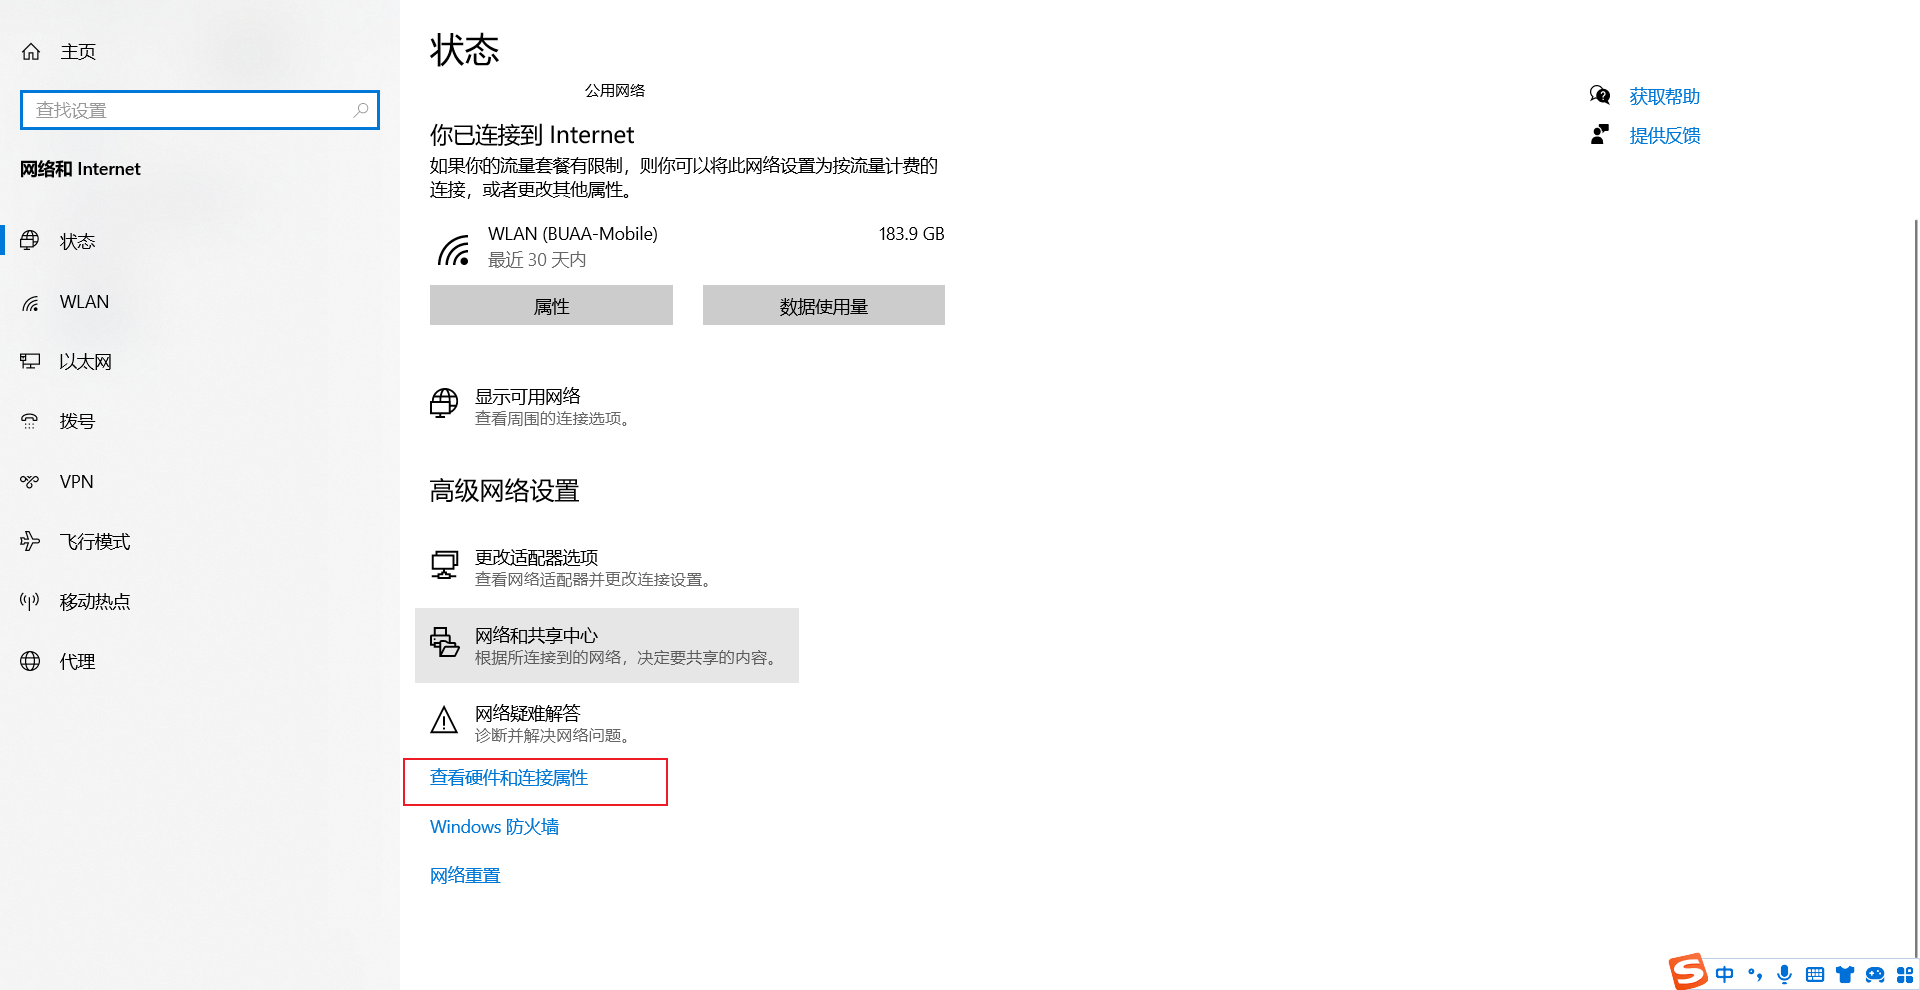 主页
查找设置
网络和 Internet
状态
WLAN
以太网
拨号
VPN
飞行模式
移动热点
代理
状态
公用网络
你已连接到 Internet
如果你的流量套餐有限制，则你可以将此网络设置为按流量计费的
连接，或者更改其他属性。
WLAN (BUAA-Mobile)
183.9 GB
最近 30 天内
属性
数据使用量
显示可用网络
查看周围的连接选项。
高级网络设置
更改适配器选项
查看网络适配器并更改连接设置。
网络和共享中心
根据所连接到的网络，决定要共享的内容。
网络疑难解答
诊断并解决网络问题。
查看硬件和连接属性
Windows 防火墙
网络重置
获取帮助
提供反馈
S 中